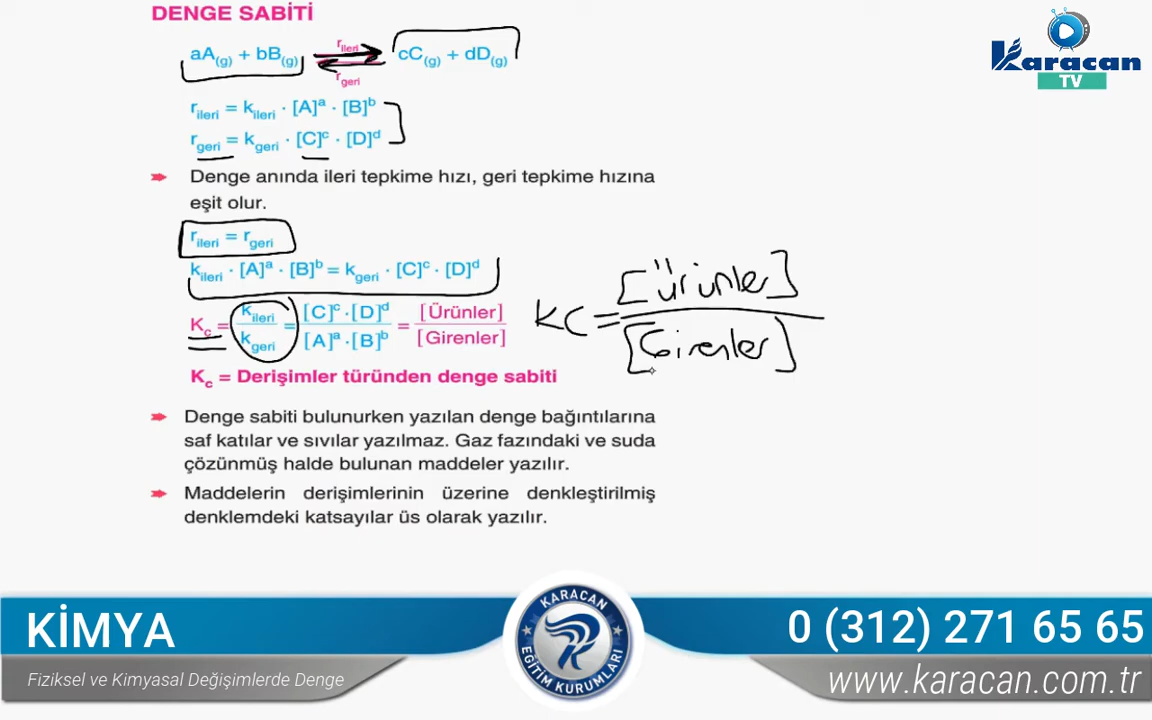 DENGE SABİTİ
aA(g) + bB(g) ⇌ cC(g) + dD(g)
rileri
rgeri
rileri = kileri · [A]ᵃ · [B]ᵇ
rgeri = kgeri · [C]ᶜ · [D]ᵈ
Denge anında ileri tepkime hızı, geri tepkime hızına
eşit olur.
rileri = rgeri
kileri · [A]ᵃ · [B]ᵇ = kgeri · [C]ᶜ · [D]ᵈ
Kc = kileri / kgeri = [C]ᶜ · [D]ᵈ / [A]ᵃ · [B]ᵇ = [Ürünler] / [Girenler]
KC = [Ürünler] / [Girenler]
Kc = Derişimler türünden denge sabiti
Denge sabiti bulunurken yazılan denge bağıntılarına
saf katılar ve sıvılar yazılmaz. Gaz fazındaki ve suda
çözünmüş halde bulunan maddeler yazılır.
Maddelerin derişimlerinin üzerine denkleştirilmiş
denklemdeki katsayılar üs olarak yazılır.
Karacan
TV
KİMYA
Fiziksel ve Kimyasal Değişimlerde Denge
KARACAN
EĞİTİM KURUMLARI
0 (312) 271 65 65
www.karacan.com.tr